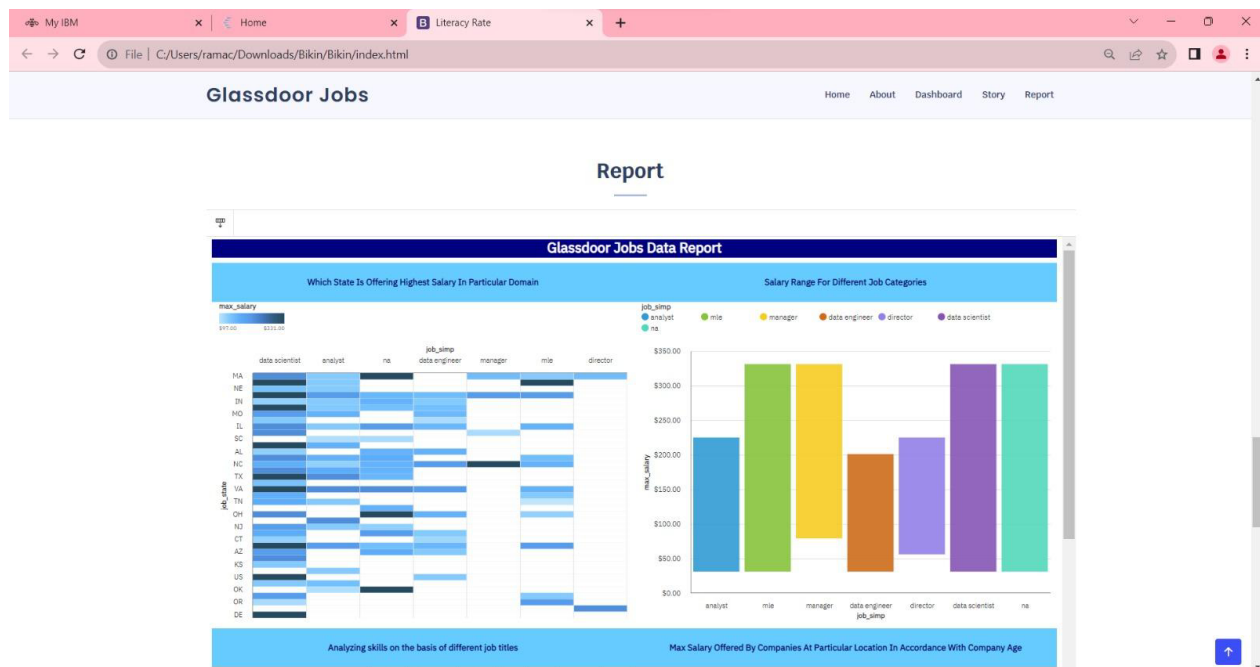 My IBM
Home
Literacy Rate
File | C:/Users/ramac/Downloads/Bikin/Bikin/index.html
Glassdoor Jobs
Home About Dashboard Story Report
Report
Glassdoor Jobs Data Report
Which State Is Offering Highest Salary In Particular Domain
Salary Range For Different Job Categories
max_salary
$97.00 $331.00
job_simp
data scientist analyst na data engineer manager mle director
job_state
MA
NE
IN
MO
IL
SC
AL
NC
TX
VA
TN
OH
NJ
CT
AZ
KS
US
OK
OR
DE
job_simp
analyst mle manager data engineer director data scientist
na
max_salary
$350.00
$300.00
$250.00
$200.00
$150.00
$100.00
$50.00
$0.00
analyst mle manager data engineer director data scientist na
job_simp
Analyzing skills on the basis of different job titles
Max Salary Offered By Companies At Particular Location In Accordance With Company Age